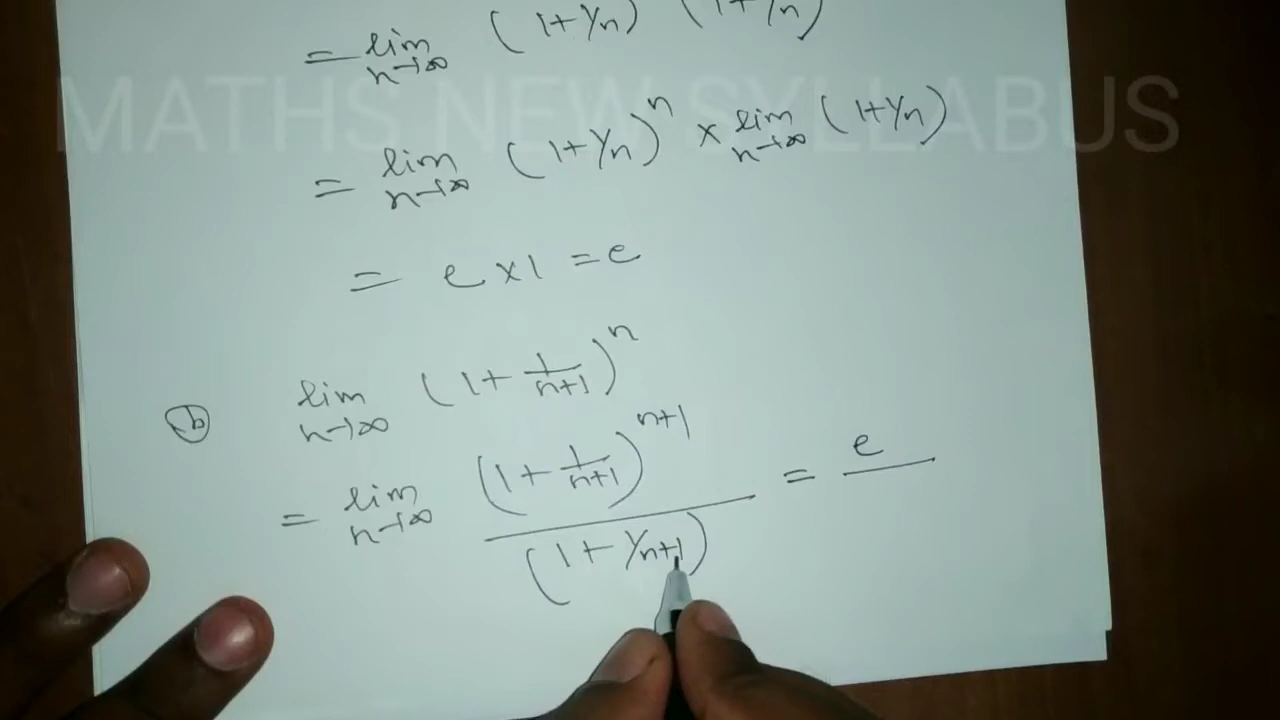 = lim n→∞ (1+1/n) (1+1/n)
MATHS NEW SYLLABUS
= lim n→∞ (1+1/n)^n × lim n→∞ (1+1/n)
= e×1 = e
(b) lim n→∞ (1+1/(n+1))^n
= lim n→∞ (1+1/(n+1))^(n+1) / (1+1/n+1) = e/